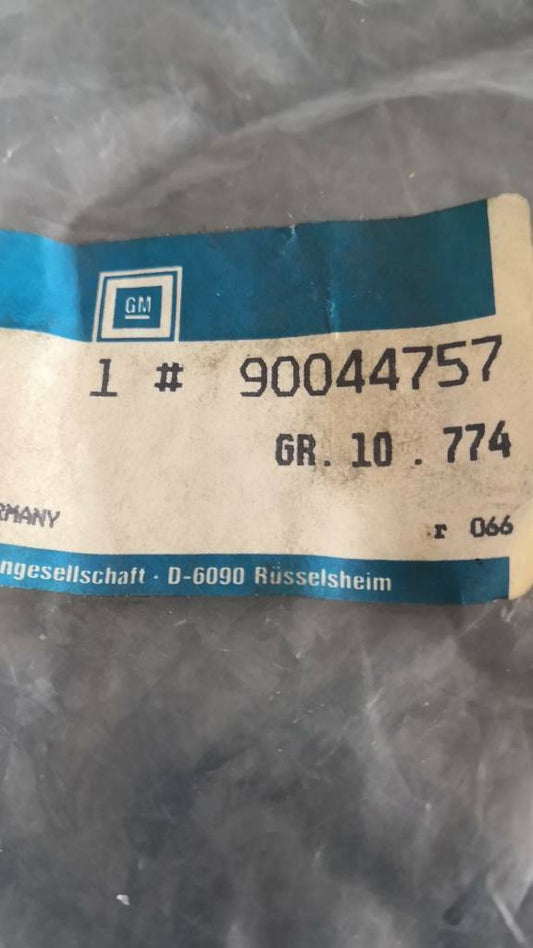 GM
1 # 90044757
GR. 10 . 774
RMANY
r 066
ngesellschaft · D-6090 Rüsselsheim